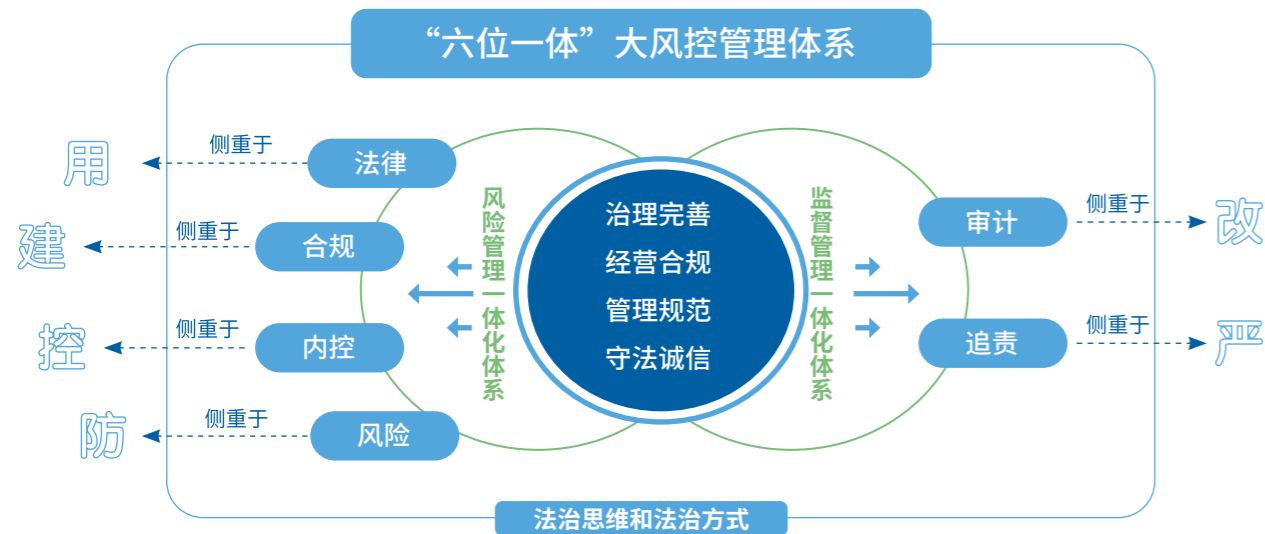 “六位一体”大风控管理体系
用
侧重于
法律
建
侧重于
合规
控
侧重于
内控
防
侧重于
风险
风险管理一体化体系
治理完善
经营合规
管理规范
守法诚信
监督管理一体化体系
审计
侧重于
改
追责
侧重于
严
法治思维和法治方式